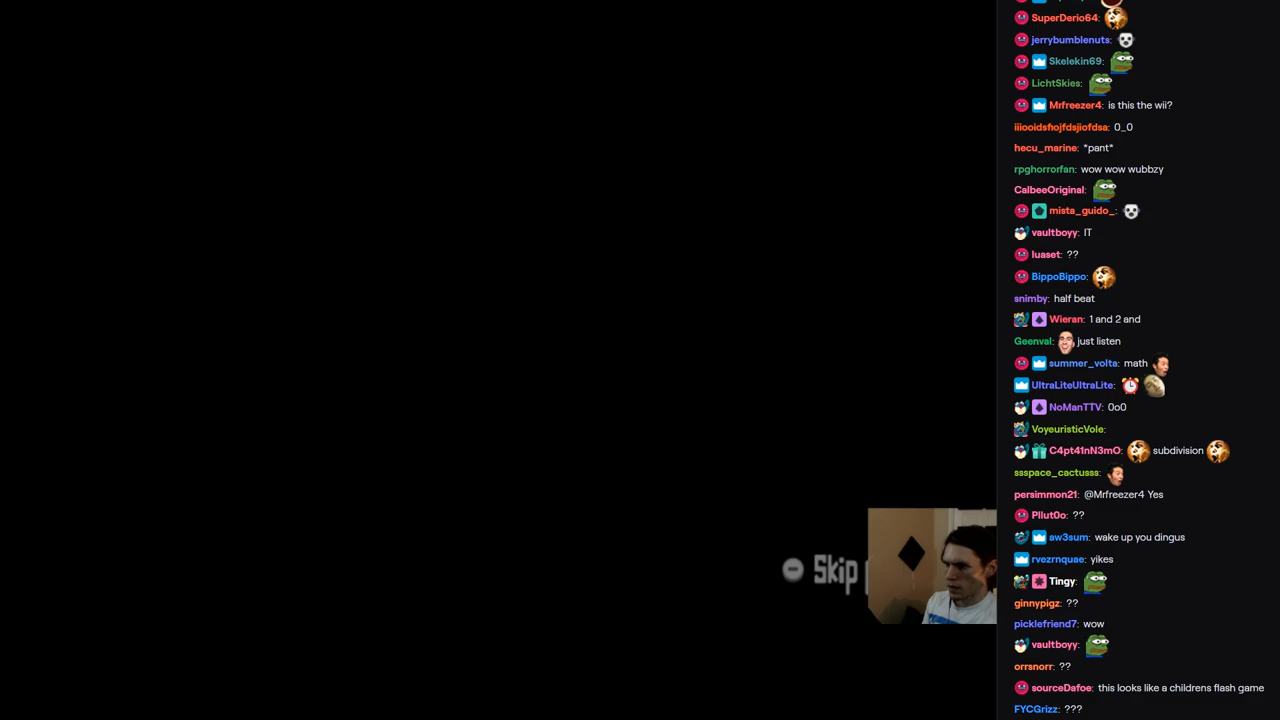 SuperDerio64:
jerrybumblenuts:
Skelekin69:
LichtSkies:
Mrfreezer4: is this the wii?
iiiooidsfiojfdsjiofdsa: 0_0
hecu_marine: *pant*
rpghorrorfan: wow wow wubbzy
CalbeeOriginal:
mista_guido_:
vaultboyy: IT
luaset: ??
BippoBippo:
snimby: half beat
Wieran: 1 and 2 and
Geenval: just listen
summer_volta: math
UltraLiteUltraLite:
NoManTTV: 0o0
VoyeuristicVole:
C4pt41nN3mO: subdivision
ssspace_cactusss:
persimmon21: @Mrfreezer4 Yes
Pllut0o: ??
aw3sum: wake up you dingus
rvezrnquae: yikes
Tingy:
ginnypigz: ??
picklefriend7: wow
vaultboyy:
orrsnorr: ??
sourceDafoe: this looks like a childrens flash game
FYCGrizz: ???
Skip